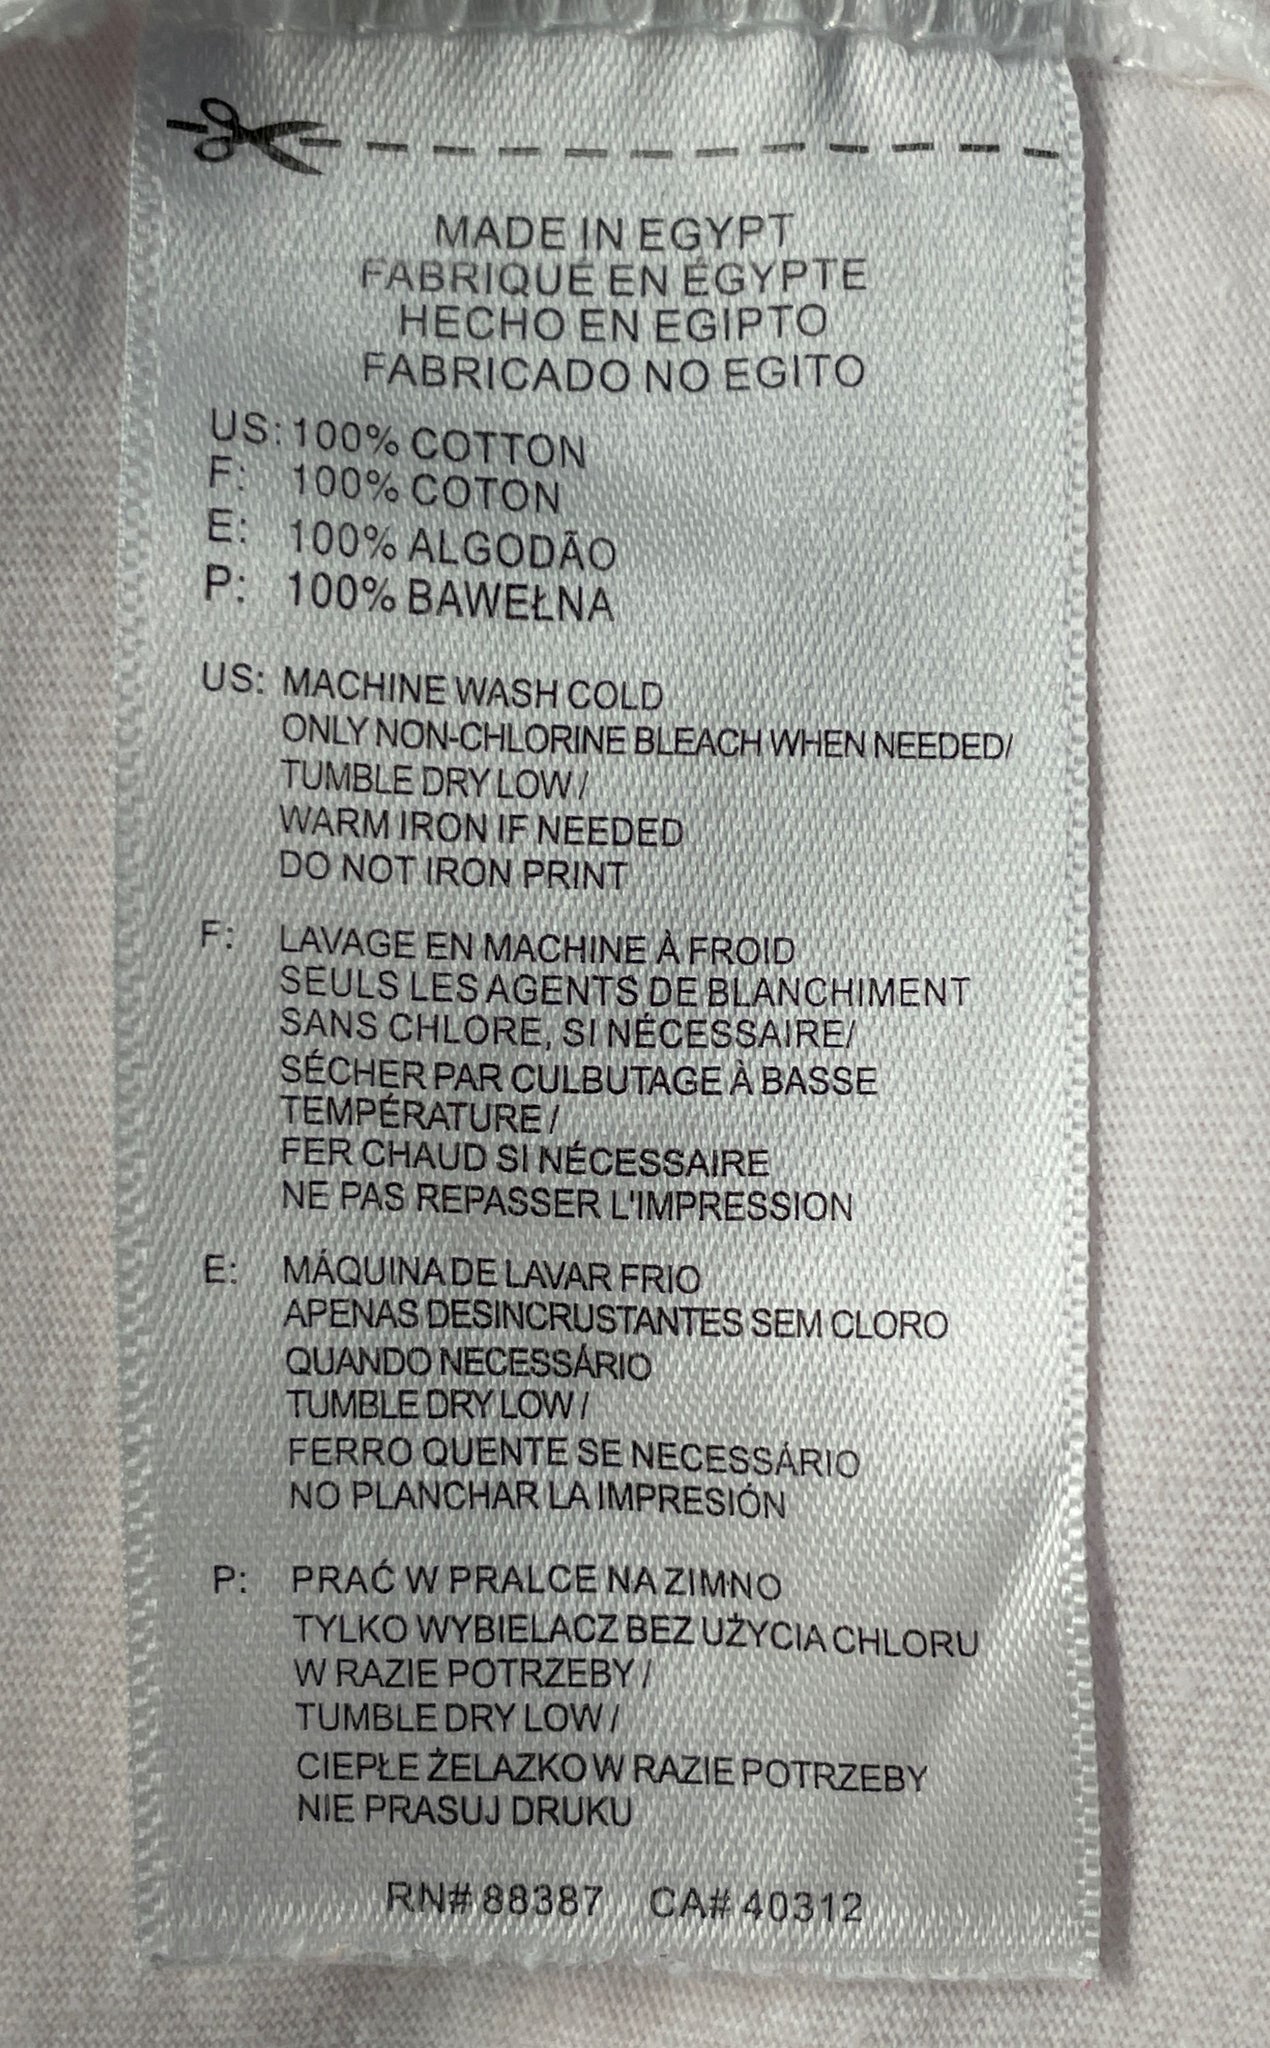 MADE IN EGYPT
FABRIQUÉ EN ÉGYPTE
HECHO EN EGIPTO
FABRICADO NO EGITO
US: 100% COTTON
F: 100% COTON
E: 100% ALGODÃO
P: 100% BAWEŁNA
US: MACHINE WASH COLD
ONLY NON-CHLORINE BLEACH WHEN NEEDED/
TUMBLE DRY LOW /
WARM IRON IF NEEDED
DO NOT IRON PRINT
F: LAVAGE EN MACHINE À FROID
SEULS LES AGENTS DE BLANCHIMENT
SANS CHLORE, SI NÉCESSAIRE/
SÉCHER PAR CULBUTAGE À BASSE
TEMPÉRATURE /
FER CHAUD SI NÉCESSAIRE
NE PAS REPASSER L'IMPRESSION
E: MÁQUINA DE LAVAR FRIO
APENAS DESINCRUSTANTES SEM CLORO
QUANDO NECESSÁRIO
TUMBLE DRY LOW /
FERRO QUENTE SE NECESSÁRIO
NO PLANCHAR LA IMPRESIÓN
P: PRAĆ W PRALCE NA ZIMNO
TYLKO WYBIELACZ BEZ UŻYCIA CHLORU
W RAZIE POTRZEBY /
TUMBLE DRY LOW /
CIEPŁE ŻELAZKO W RAZIE POTRZEBY
NIE PRASUJ DRUKU
RN# 88387 CA# 40312